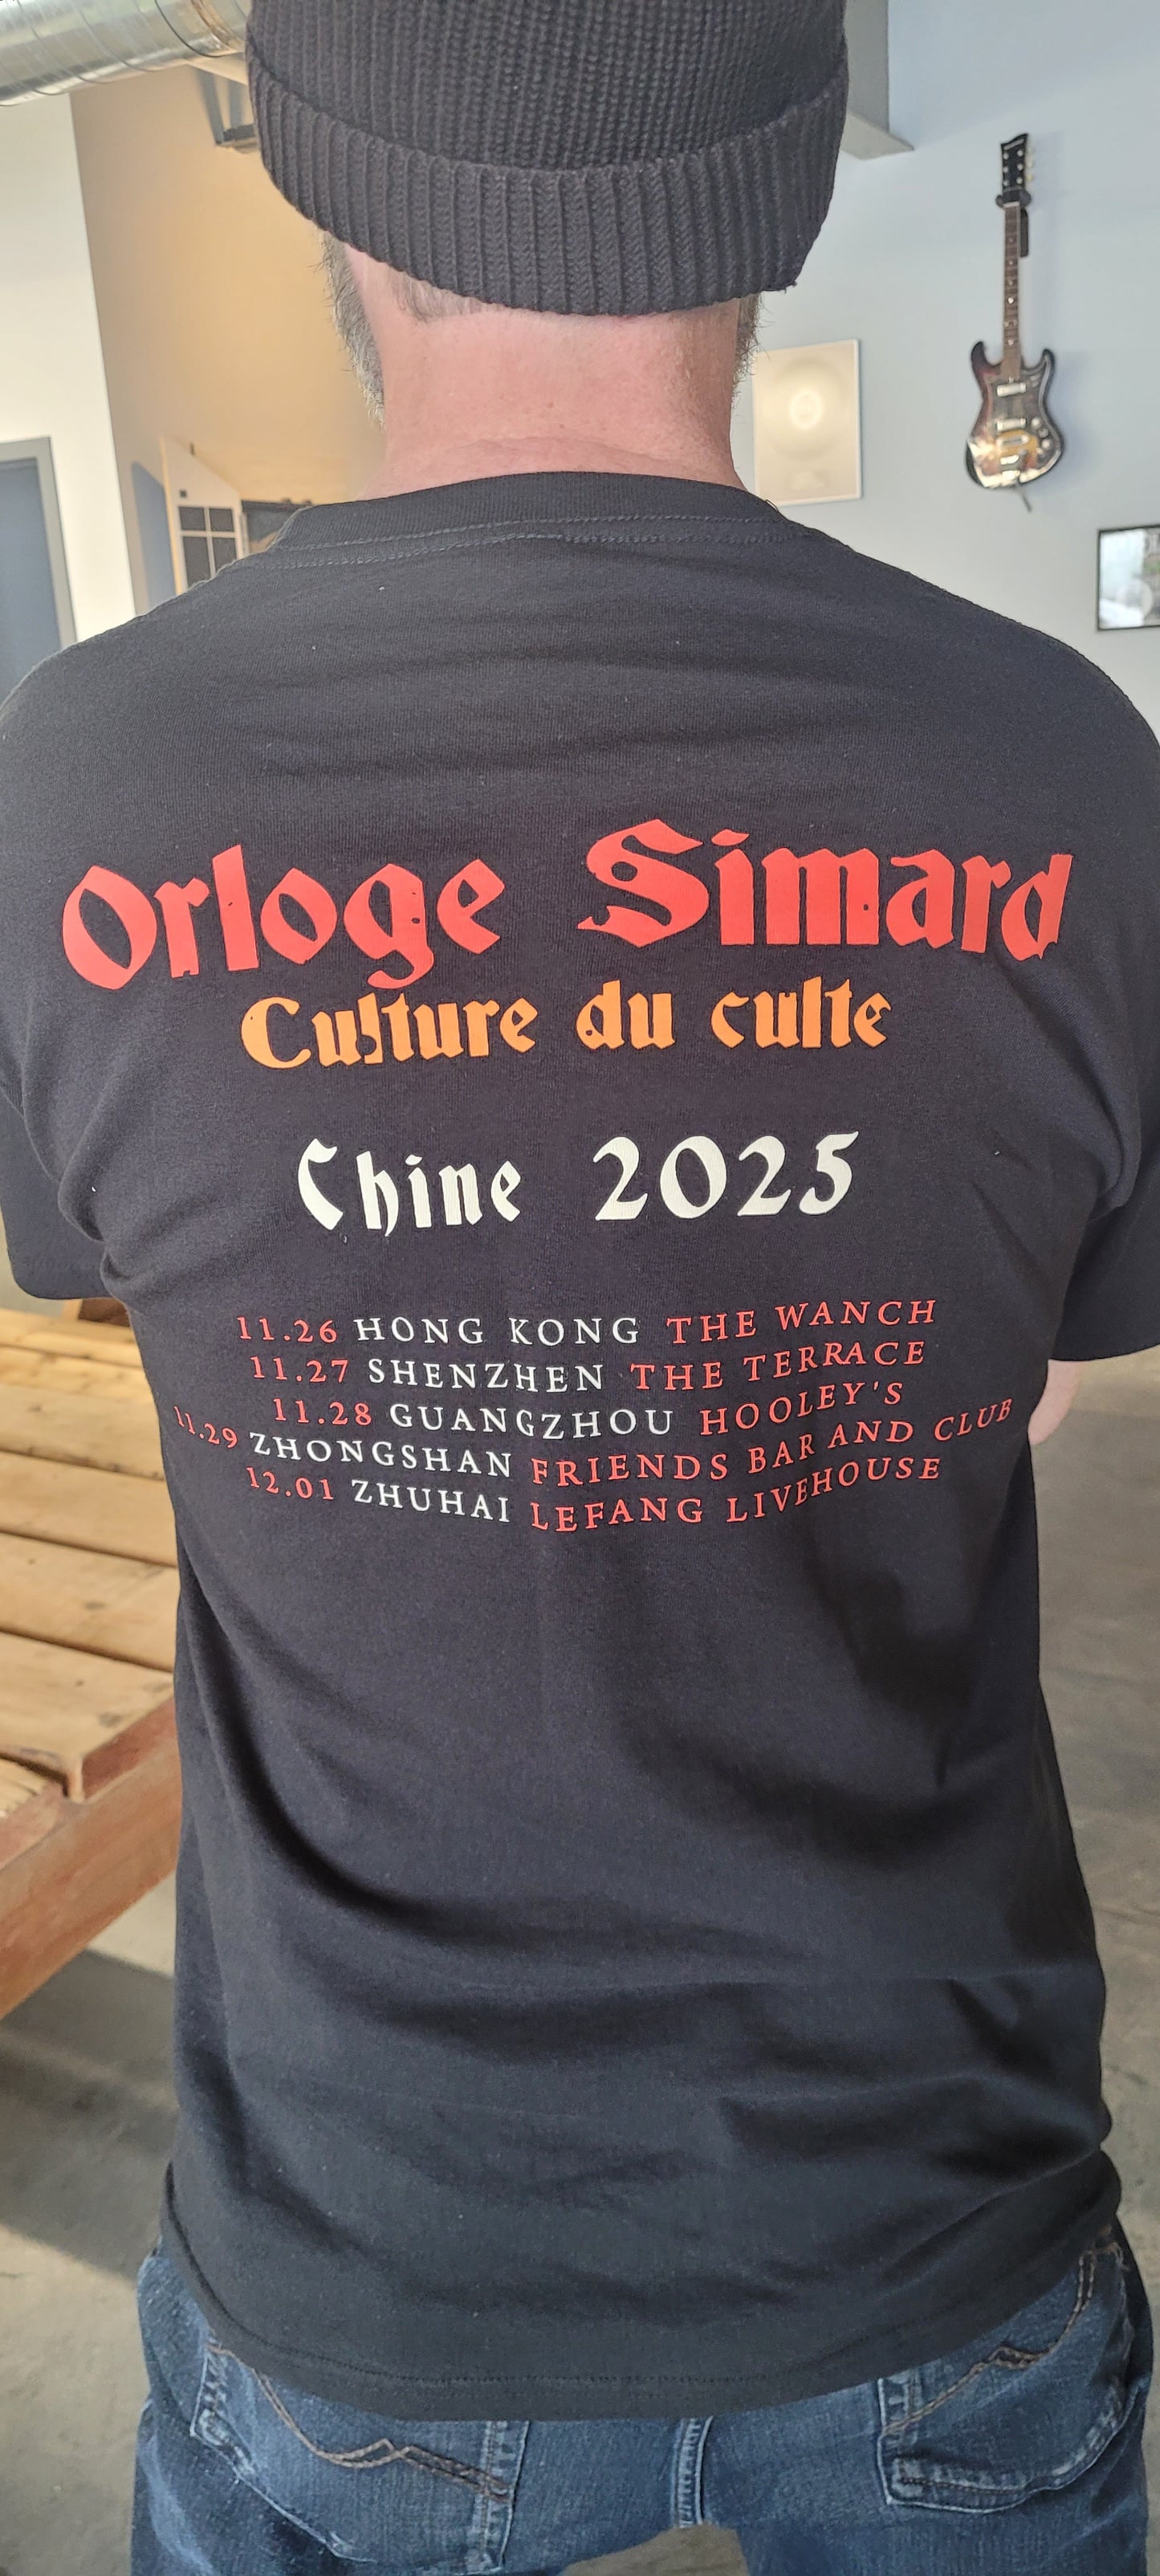 Orloge Simard
Culture du culte
Chine 2025
11.26 HONG KONG THE WANCH
11.27 SHENZHEN THE TERRACE
11.28 GUANGZHOU HOOLEY'S
11.29 ZHONGSHAN FRIENDS BAR AND CLUB
12.01 ZHUHAI LEFANG LIVEHOUSE